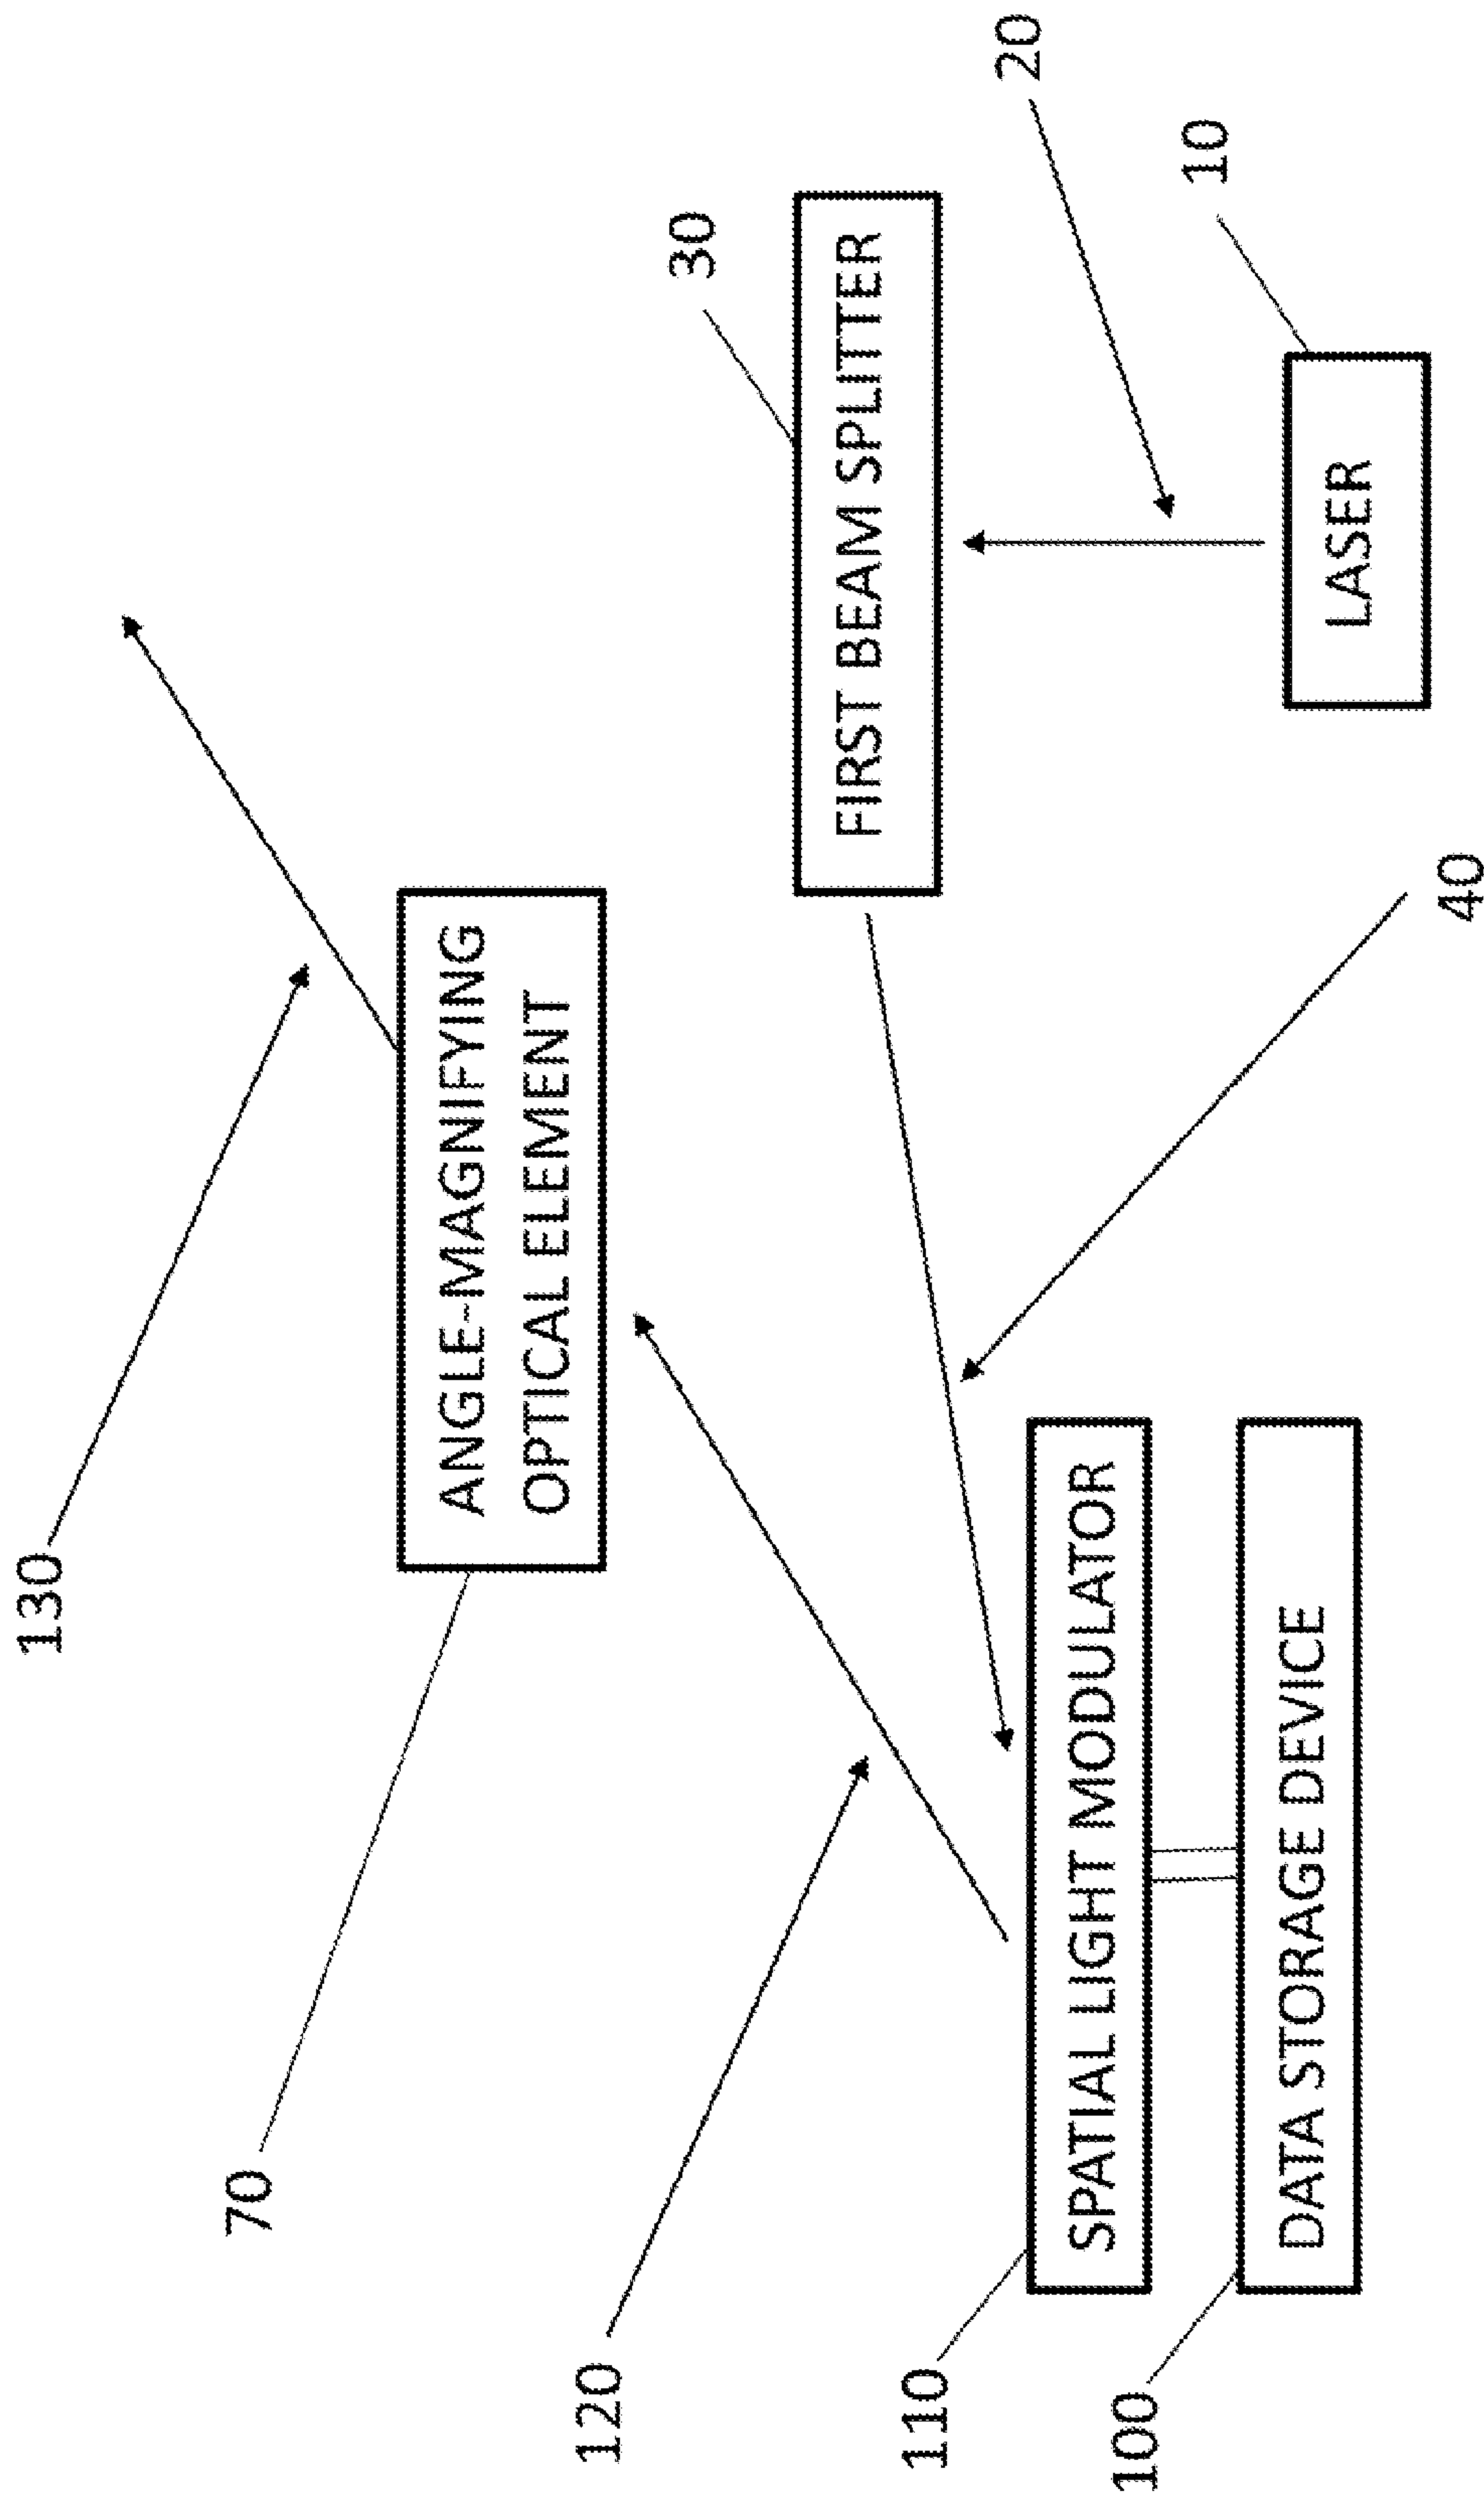 130
70
ANGLE-MAGNIFYING
OPTICAL ELEMENT
120
30
FIRST BEAM SPLITTER
20
110
SPATIAL LIGHT MODULATOR
10
100
DATA STORAGE DEVICE
LASER
40